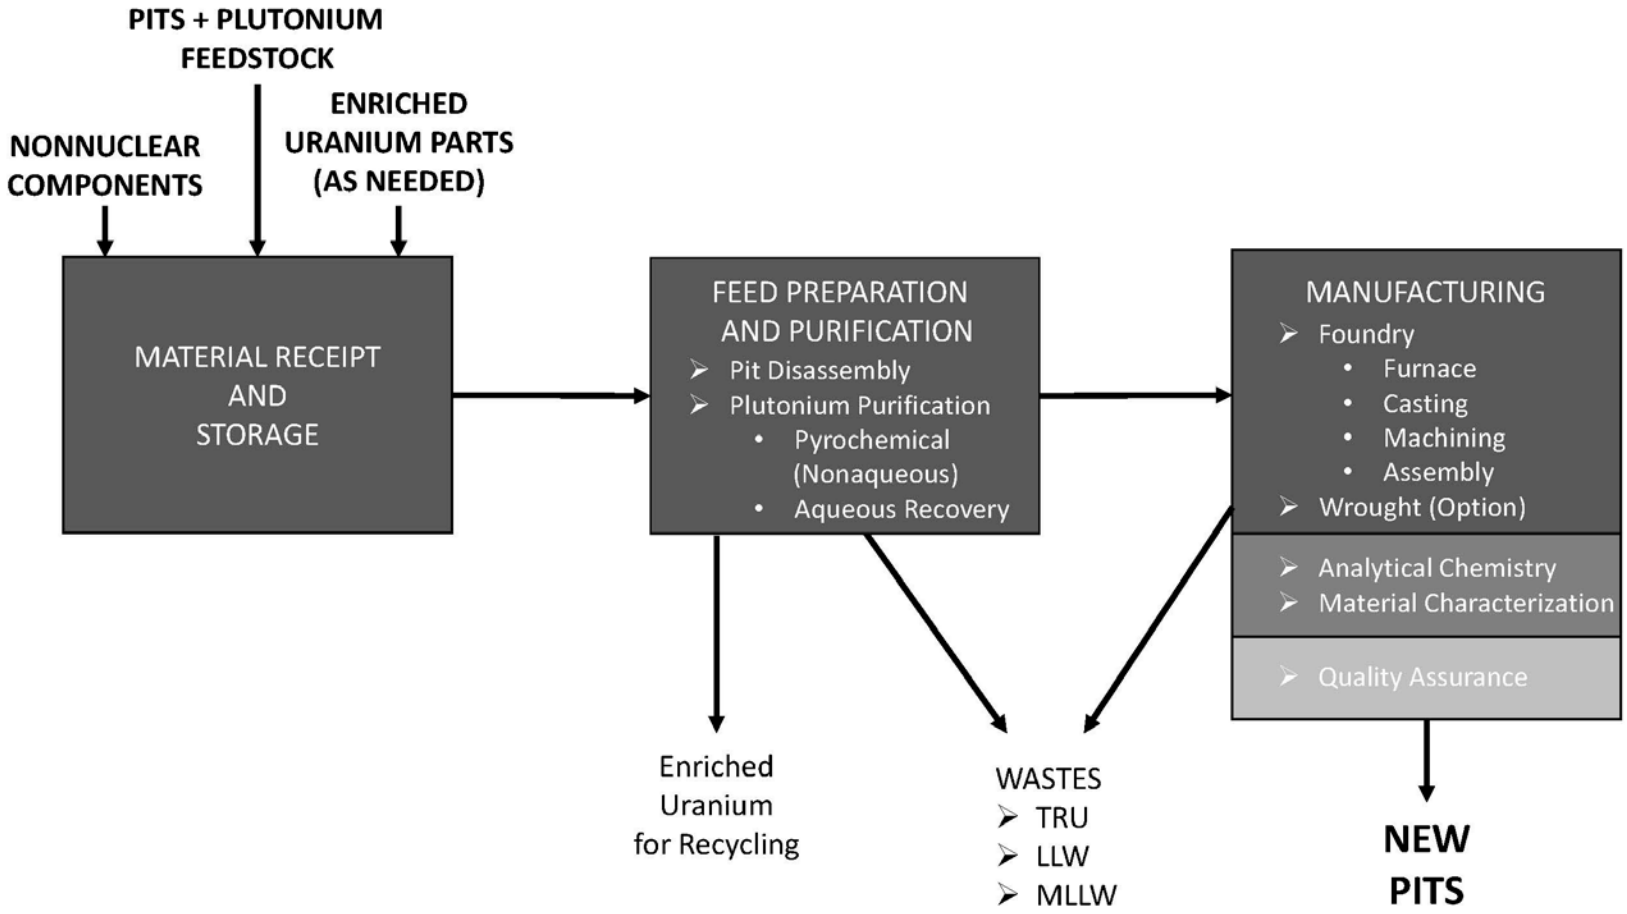 PITS + PLUTONIUM
FEEDSTOCK
ENRICHED
URANIUM PARTS
(AS NEEDED)
NONNUCLEAR
COMPONENTS
MATERIAL RECEIPT
AND
STORAGE
FEED PREPARATION
AND PURIFICATION
Pit Disassembly
Plutonium Purification
Pyrochemical
(Nonaqueous)
Aqueous Recovery
MANUFACTURING
Foundry
Furnace
Casting
Machining
Assembly
Wrought (Option)
Analytical Chemistry
Material Characterization
Quality Assurance
Enriched
Uranium
for Recycling
WASTES
TRU
LLW
MLLW
NEW
PITS